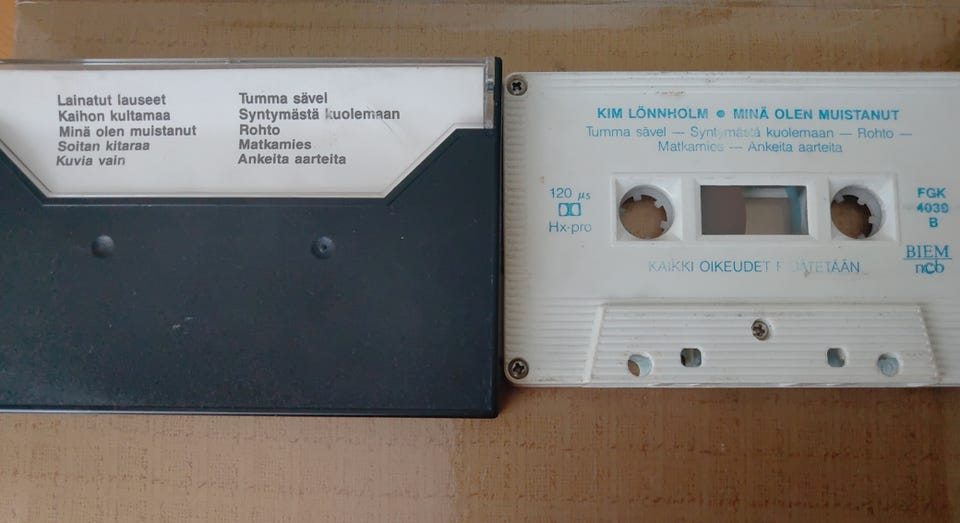 Lainatut lauseet
Kaihon kultamaa
Minä olen muistanut
Soitan kitaraa
Kuvia vain
Tumma sävel
Syntymästä kuolemaan
Rohto
Matkamies
Ankeita aarteita
KIM LÖNNHOLM MINÄ OLEN MUISTANUT
Tumma sävel — Syntymästä kuolemaan — Rohto —
Matkamies — Ankeita aarteita
120 µs
Hx-pro
FGK
4039
B
BIEM
ncb
KAIKKI OIKEUDET